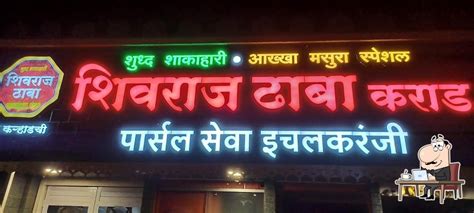 शुध्द शाकाहारी • आख्खा मसुरा स्पेशल
शिवराज ढाबा कराड
पार्सल सेवा इचलकरंजी
शिवराज
ढाबा
कऱ्हाडची